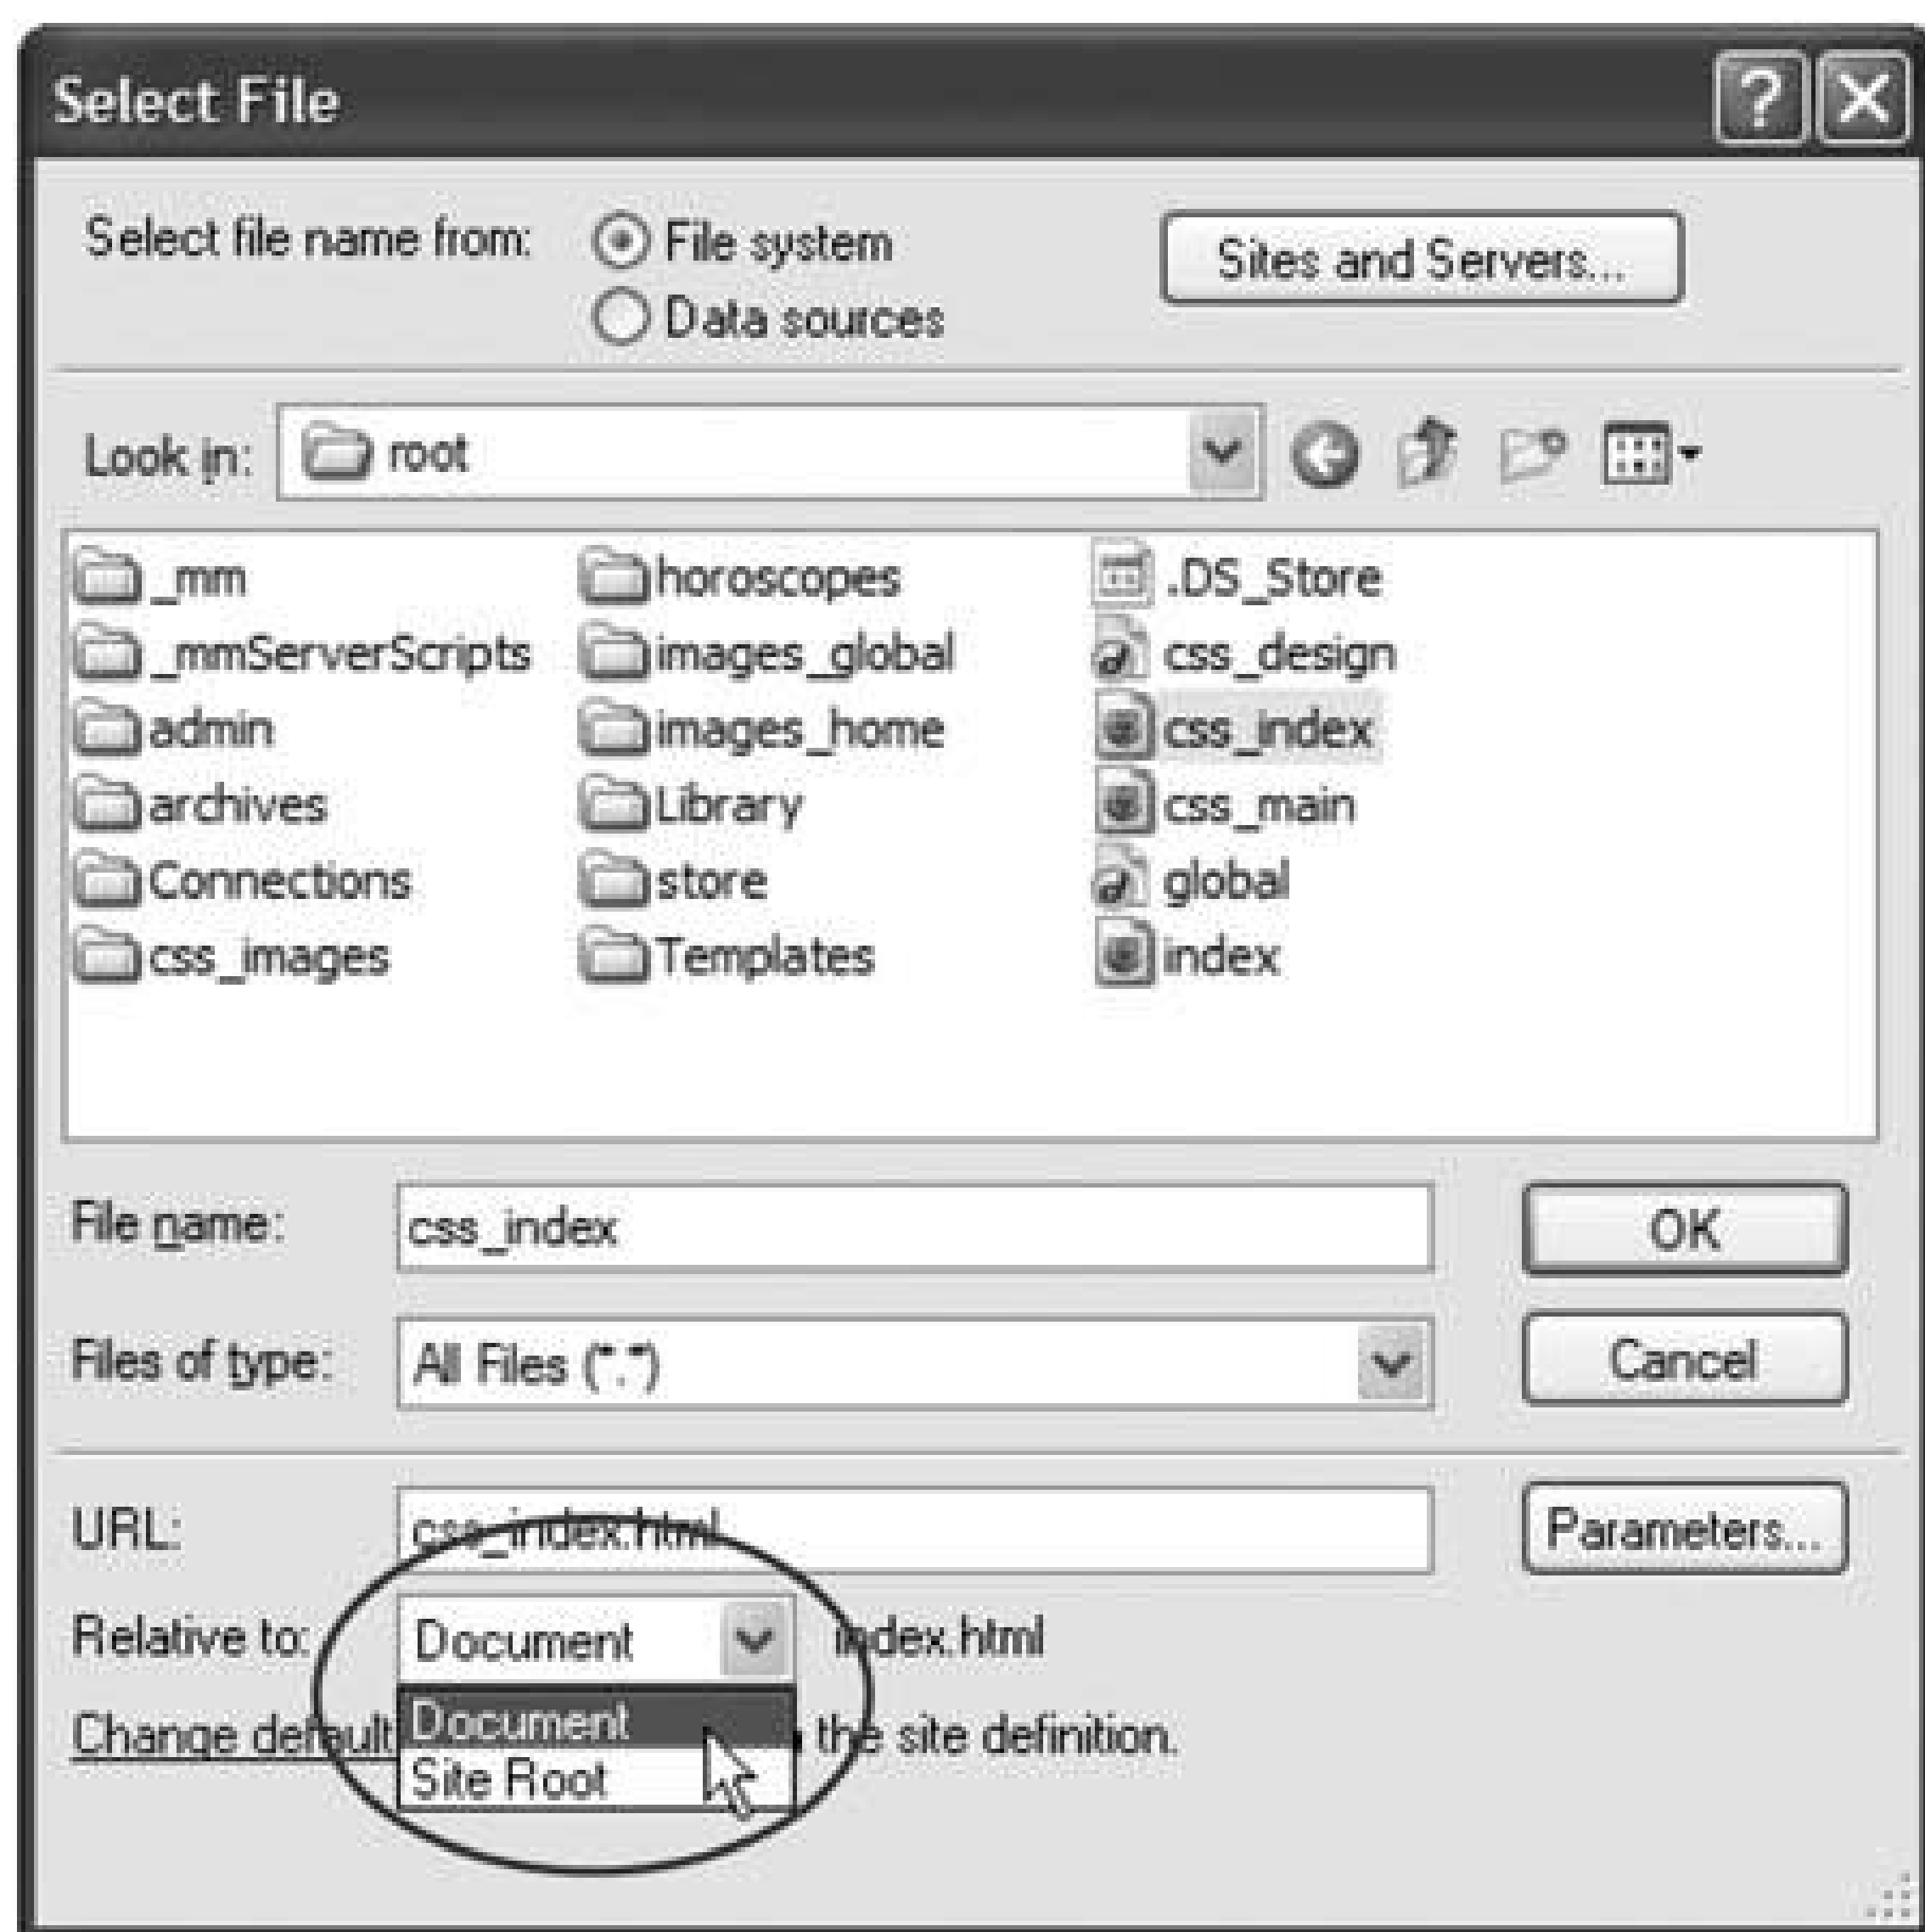 Select File
Select file name from:
File system
Sites and Servers...
Data sources
Look in:
root
_mm
_mmServerScripts
admin
archives
Connections
css_images
horoscopes
images_global
images_home
Library
store
Templates
.DS_Store
css_design
css_index
css_main
global
index
File name:
css_index
OK
Files of type:
All Files (*.*)
Cancel
URL:
css_index.html
Parameters...
Relative to:
Document
index.html
Change default
Document
the site definition.
Site Root